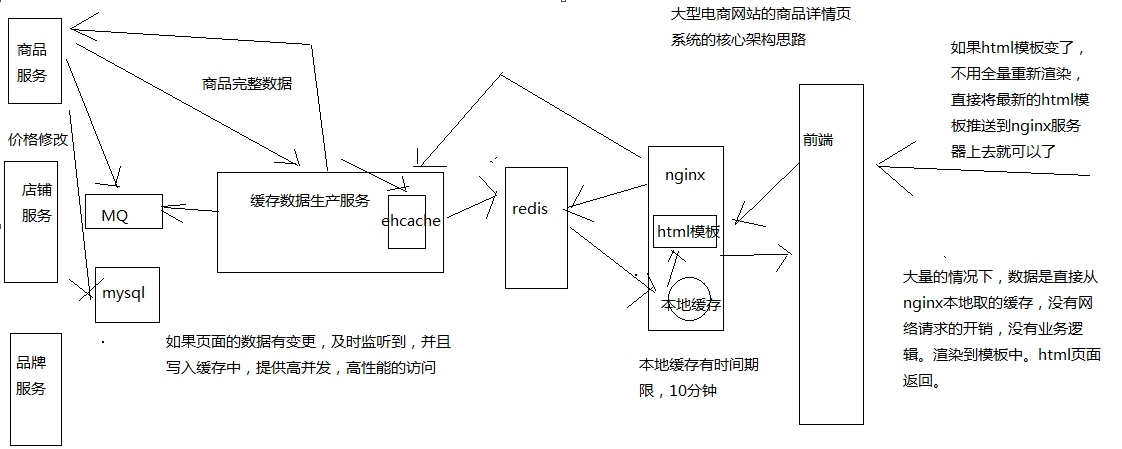 大型电商网站的商品详情页
系统的核心架构思路
商品
服务
商品完整数据
如果html模板变了，
不用全量重新渲染，
直接将最新的html模
板推送到nginx服务
器上去就可以了
价格修改
前端
店铺
服务
MQ
缓存数据生产服务
ehcache
redis
nginx
html模板
本地缓存
mysql
大量的情况下，数据是直接从
nginx本地取的缓存，没有网
络请求的开销，没有业务逻
辑。渲染到模板中。html页面
返回。
如果页面的数据有变更，及时监听到，并且
写入缓存中，提供高并发，高性能的访问
本地缓存有时间期
限，10分钟
品牌
服务